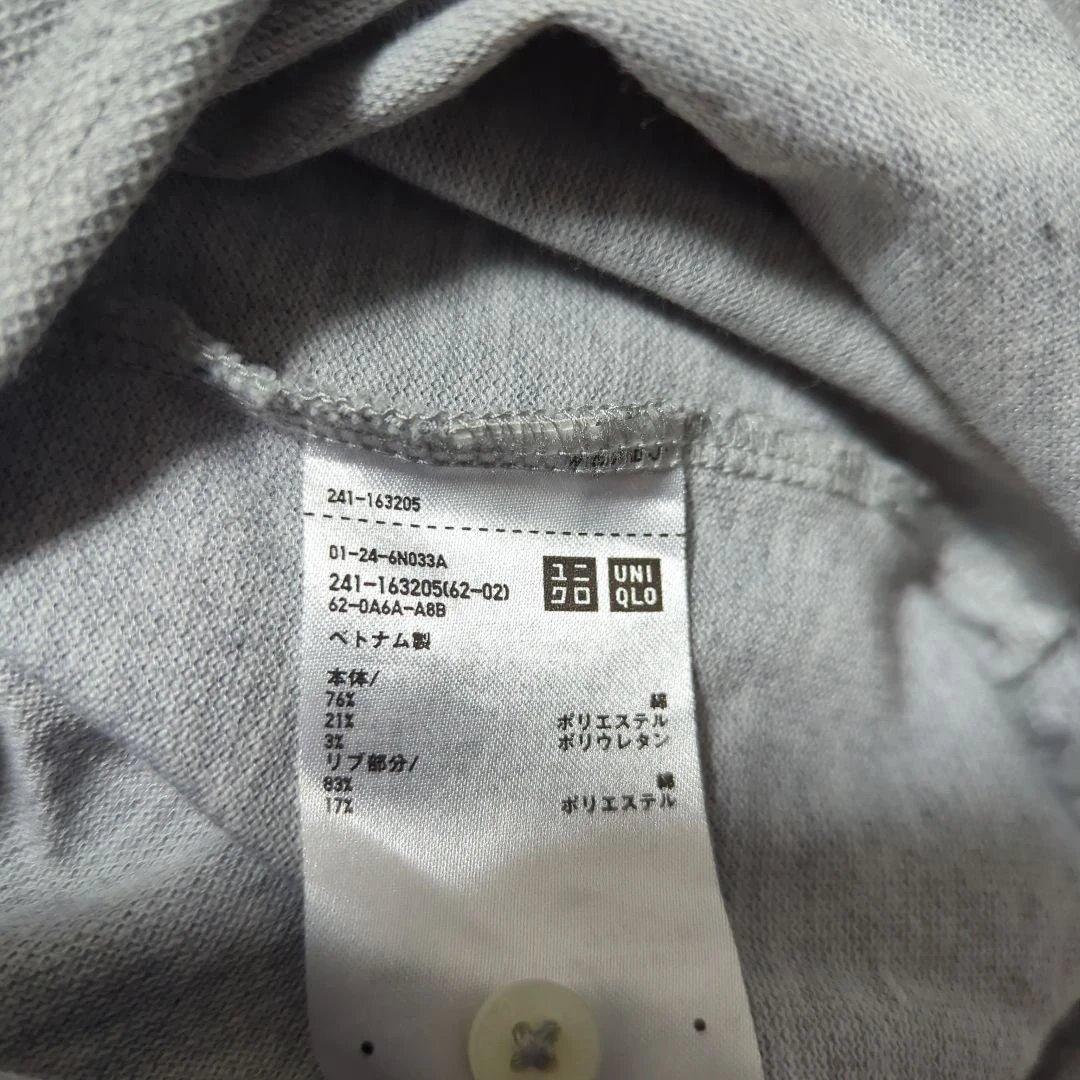 241-163205
01-24-6N033A
241-163205(62-02)
62-0A6A-A8B
ユニ
クロ
UNI
QLO
ベトナム製
本体/
76% 綿
21% ポリエステル
3% ポリウレタン
リブ部分/
83% 綿
17% ポリエステル